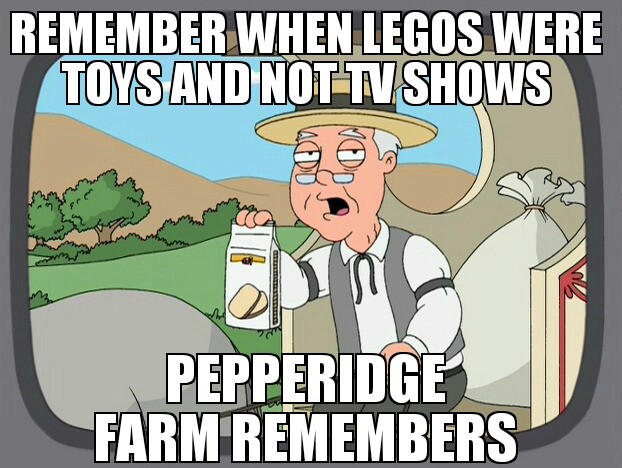 REMEMBER WHEN LEGOS WERE
TOYS AND NOT TV SHOWS
PEPPERIDGE
FARM REMEMBERS